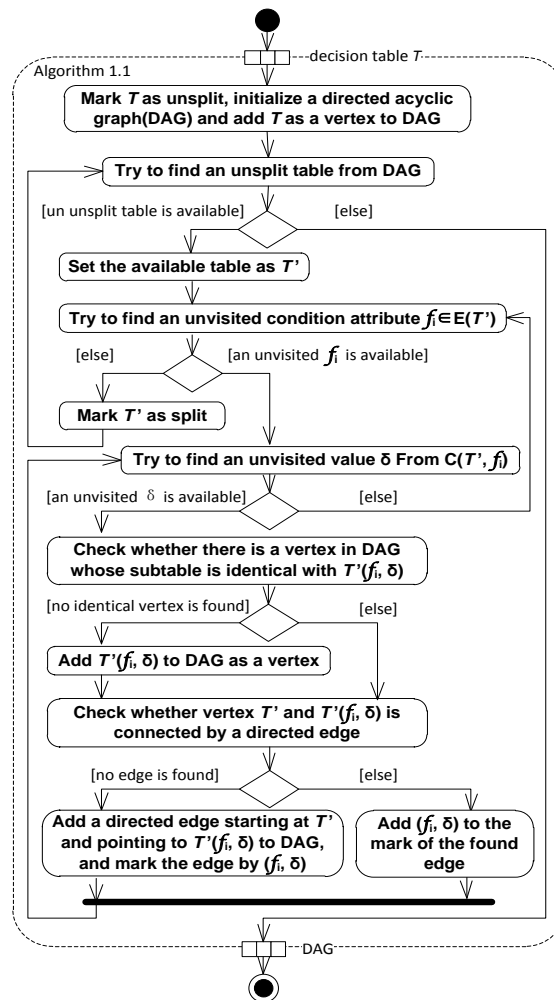 decision table T
Algorithm 1.1
Mark T as unsplit, initialize a directed acyclic
graph(DAG) and add T as a vertex to DAG
Try to find an unsplit table from DAG
[un unsplit table is available]
[else]
Set the available table as T'
Try to find an unvisited condition attribute fᵢ∈E(T')
[else]
[an unvisited fᵢ is available]
Mark T' as split
Try to find an unvisited value δ From C(T', fᵢ)
[an unvisited δ is available]
[else]
Check whether there is a vertex in DAG
whose subtable is identical with T'(fᵢ, δ)
[no identical vertex is found]
[else]
Add T'(fᵢ, δ) to DAG as a vertex
Check whether vertex T' and T'(fᵢ, δ) is
connected by a directed edge
[no edge is found]
[else]
Add a directed edge starting at T'
and pointing to T'(fᵢ, δ) to DAG,
and mark the edge by (fᵢ, δ)
Add (fᵢ, δ) to the
mark of the found
edge
DAG